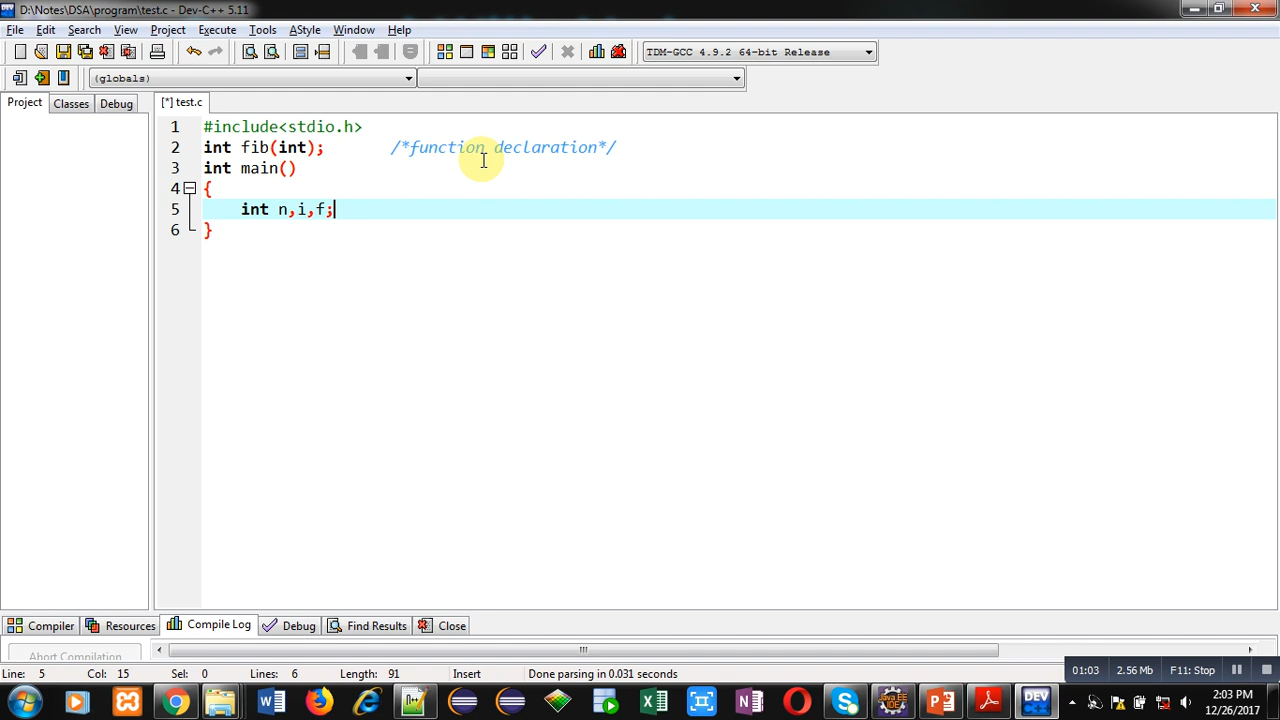 D:\Notes\DSA\program\test.c - Dev-C++ 5.11
File Edit Search View Project Execute Tools AStyle Window Help
TDM-GCC 4.9.2 64-bit Release
(globals)
Project Classes Debug [*] test.c
1 #include<stdio.h>
2 int fib(int); /*function declaration*/
3 int main()
4 {
5 int n,i,f;
6 }
Compiler Resources Compile Log Debug Find Results Close
Abort Compilation
Line: 5 Col: 15 Sel: 0 Lines: 6 Length: 91 Insert Done parsing in 0.031 seconds
01:03 2.56 Mb F11: Stop
2:03 PM
12/26/2017